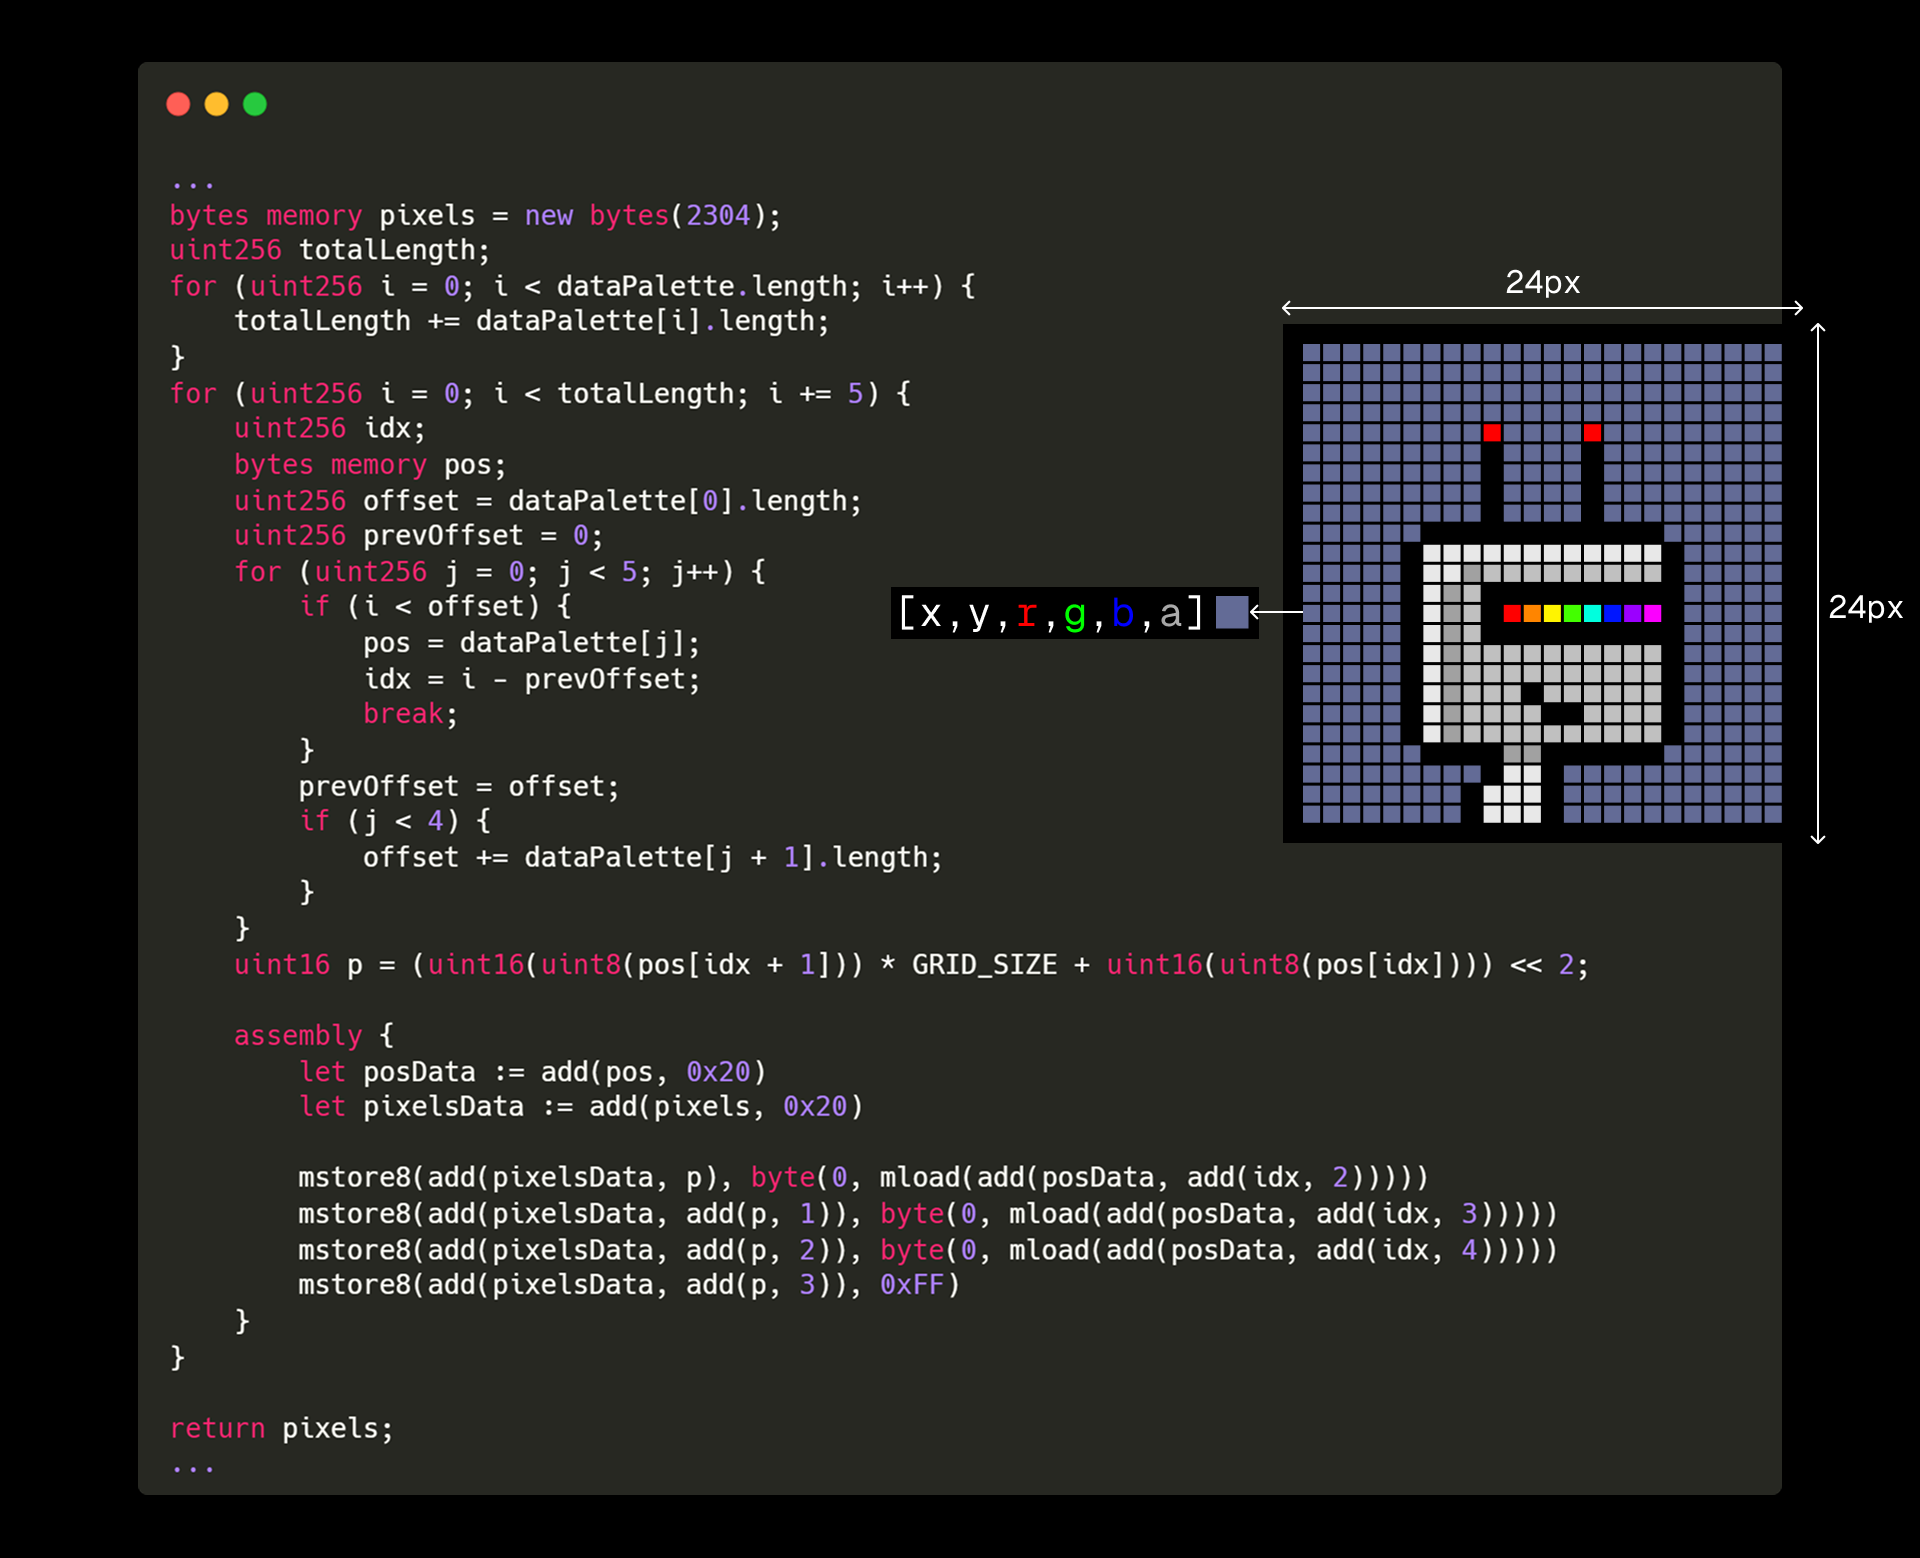 ...
bytes memory pixels = new bytes(2304);
uint256 totalLength;
for (uint256 i = 0; i < dataPalette.length; i++) {
    totalLength += dataPalette[i].length;
}
for (uint256 i = 0; i < totalLength; i += 5) {
    uint256 idx;
    bytes memory pos;
    uint256 offset = dataPalette[0].length;
    uint256 prevOffset = 0;
    for (uint256 j = 0; j < 5; j++) {
        if (i < offset) {
            pos = dataPalette[j];
            idx = i - prevOffset;
            break;
        }
        prevOffset = offset;
        if (j < 4) {
            offset += dataPalette[j + 1].length;
        }
    }
    uint16 p = (uint16(uint8(pos[idx + 1])) * GRID_SIZE + uint16(uint8(pos[idx]))) << 2;

    assembly {
        let posData := add(pos, 0x20)
        let pixelsData := add(pixels, 0x20)

        mstore8(add(pixelsData, p), byte(0, mload(add(posData, add(idx, 2)))))
        mstore8(add(pixelsData, add(p, 1)), byte(0, mload(add(posData, add(idx, 3)))))
        mstore8(add(pixelsData, add(p, 2)), byte(0, mload(add(posData, add(idx, 4)))))
        mstore8(add(pixelsData, add(p, 3)), 0xFF)
    }
}

return pixels;
...
24px
[x,y,r,g,b,a]
24px